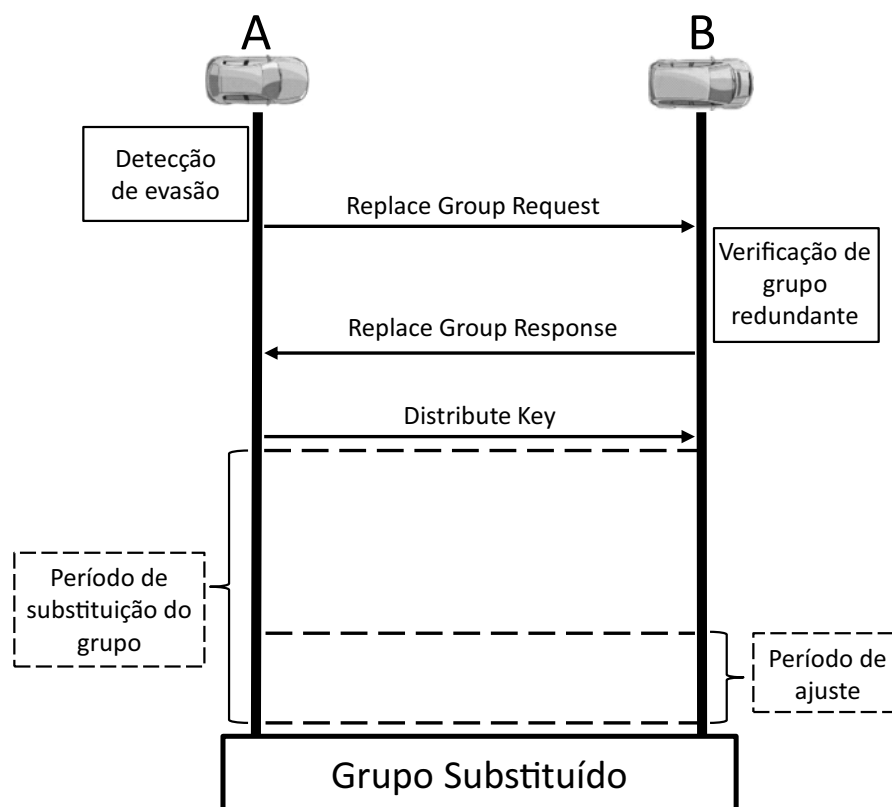 A
B
Detecção
de evasão
Replace Group Request
Verificação de
grupo
redundante
Replace Group Response
Distribute Key
Período de
substituição do
grupo
Período de
ajuste
Grupo Substituído